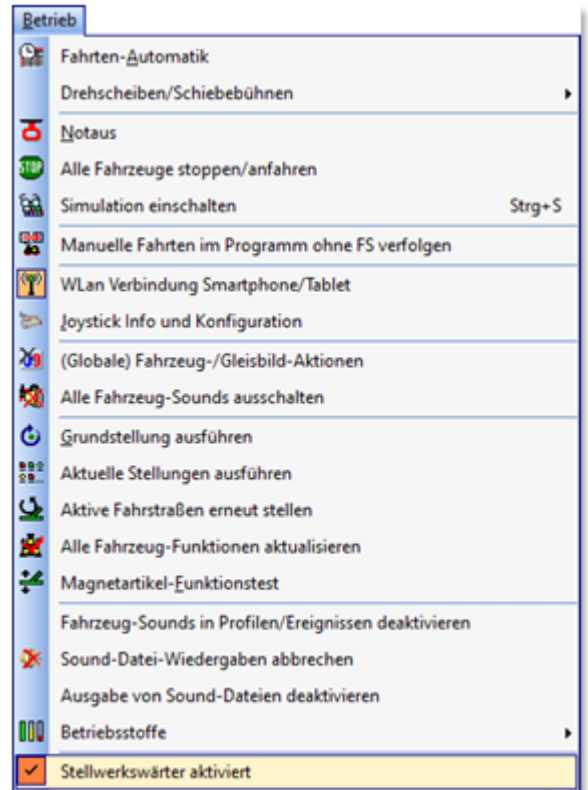 Betrieb
Fahrten-Automatik
Drehscheiben/Schiebebühnen
Notaus
STOP Alle Fahrzeuge stoppen/anfahren
Simulation einschalten Strg+S
Manuelle Fahrten im Programm ohne FS verfolgen
WLan Verbindung Smartphone/Tablet
Joystick Info und Konfiguration
(Globale) Fahrzeug-/Gleisbild-Aktionen
Alle Fahrzeug-Sounds ausschalten
Grundstellung ausführen
Aktuelle Stellungen ausführen
Aktive Fahrstraßen erneut stellen
Alle Fahrzeug-Funktionen aktualisieren
Magnetartikel-Funktionstest
Fahrzeug-Sounds in Profilen/Ereignissen deaktivieren
Sound-Datei-Wiedergaben abbrechen
Ausgabe von Sound-Dateien deaktivieren
Betriebsstoffe
Stellwerkswärter aktiviert